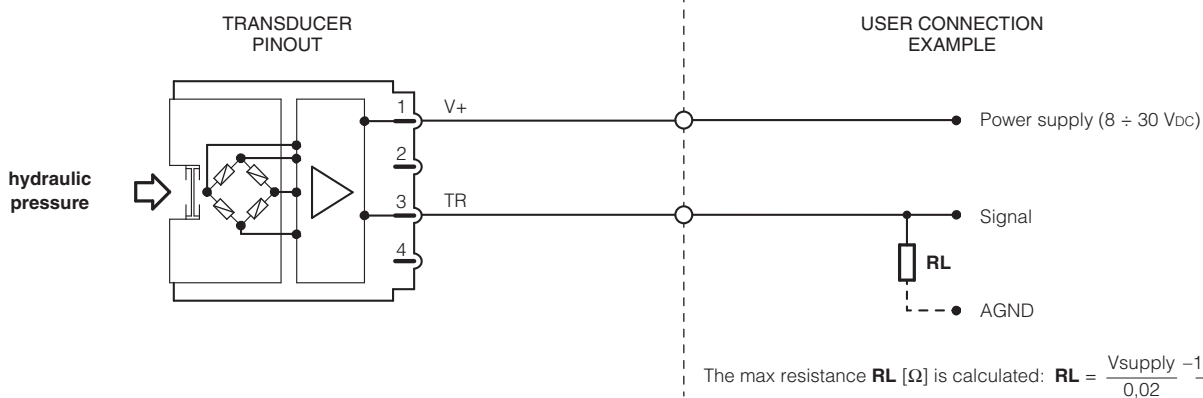 TRANSDUCER
PINOUT
USER CONNECTION
EXAMPLE
1 V+
Power supply (8 ÷ 30 VDC)
2
hydraulic
pressure
3 TR
Signal
4
RL
AGND
The max resistance RL [Ω] is calculated: RL = Vsupply −1
0,02